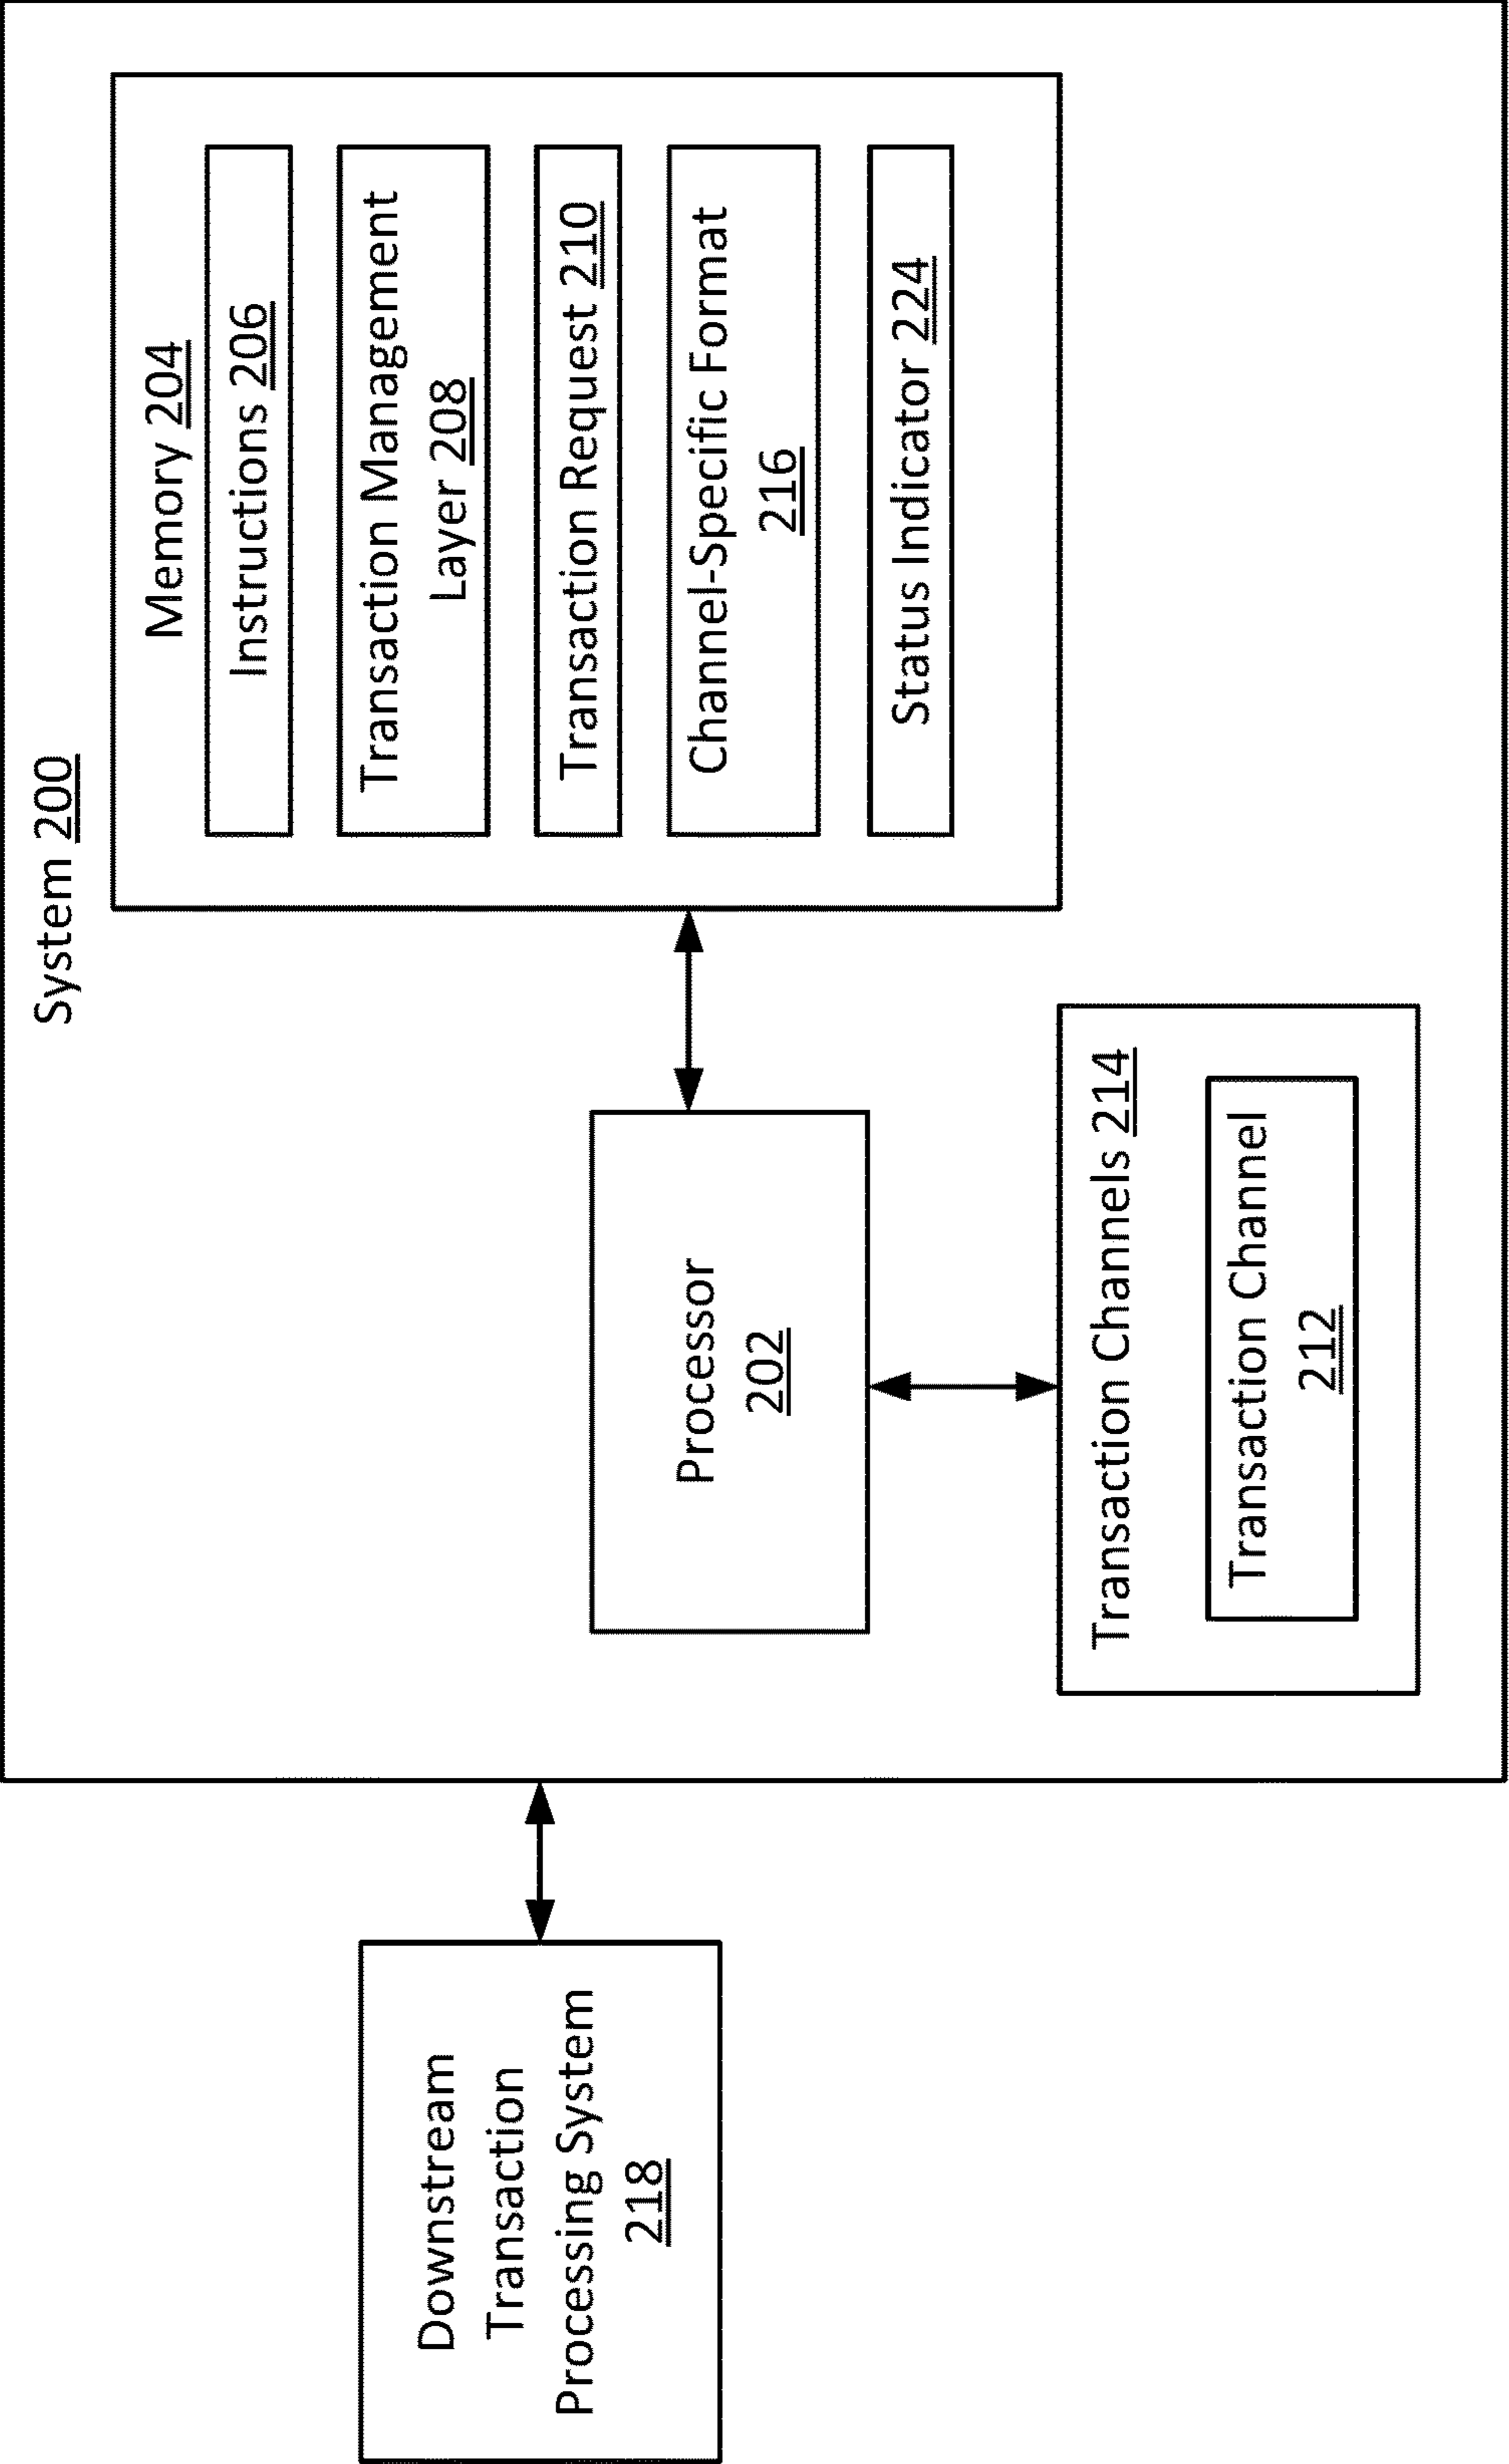 System 200
Downstream
Transaction
Processing System
218
Processor
202
Memory 204
Instructions 206
Transaction Management
Layer 208
Transaction Request 210
Channel-Specific Format
216
Status Indicator 224
Transaction Channels 214
Transaction Channel
212